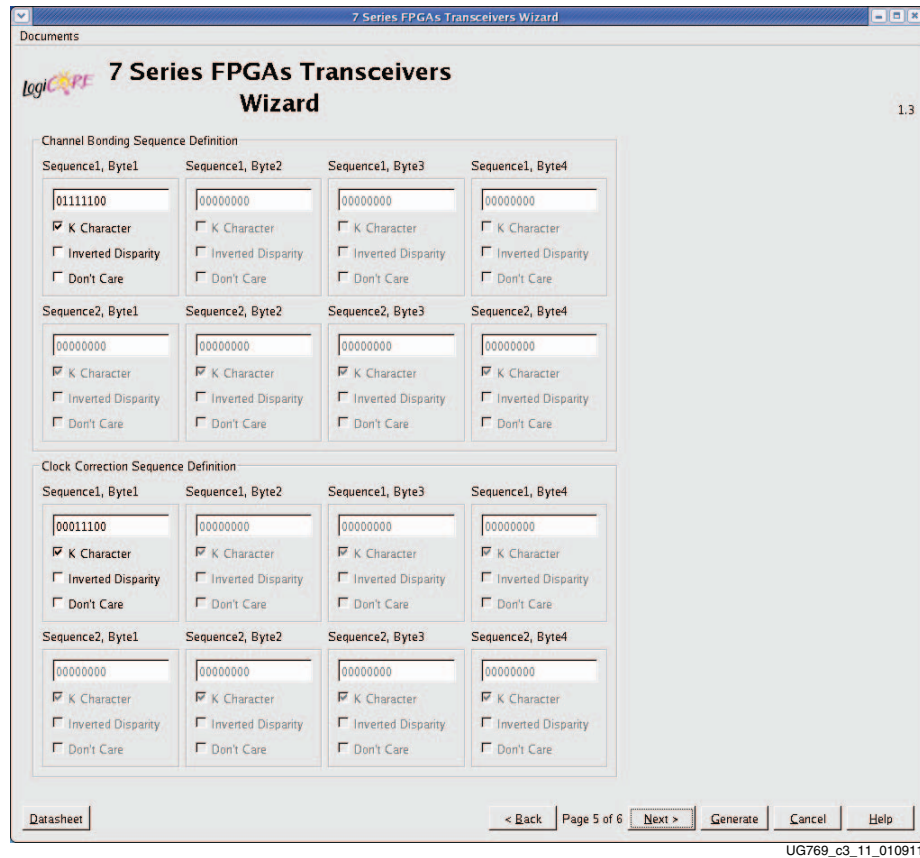 7 Series FPGAs Transceivers Wizard
Documents
logiCORE 7 Series FPGAs Transceivers
Wizard
1.3
Channel Bonding Sequence Definition
Sequence1, Byte1 Sequence1, Byte2 Sequence1, Byte3 Sequence1, Byte4
01111100 00000000 00000000 00000000
K Character K Character K Character K Character
Inverted Disparity Inverted Disparity Inverted Disparity Inverted Disparity
Don't Care Don't Care Don't Care Don't Care
Sequence2, Byte1 Sequence2, Byte2 Sequence2, Byte3 Sequence2, Byte4
00000000 00000000 00000000 00000000
K Character K Character K Character K Character
Inverted Disparity Inverted Disparity Inverted Disparity Inverted Disparity
Don't Care Don't Care Don't Care Don't Care
Clock Correction Sequence Definition
Sequence1, Byte1 Sequence1, Byte2 Sequence1, Byte3 Sequence1, Byte4
00011100 00000000 00000000 00000000
K Character K Character K Character K Character
Inverted Disparity Inverted Disparity Inverted Disparity Inverted Disparity
Don't Care Don't Care Don't Care Don't Care
Sequence2, Byte1 Sequence2, Byte2 Sequence2, Byte3 Sequence2, Byte4
00000000 00000000 00000000 00000000
K Character K Character K Character K Character
Inverted Disparity Inverted Disparity Inverted Disparity Inverted Disparity
Don't Care Don't Care Don't Care Don't Care
Datasheet < Back Page 5 of 6 Next > Generate Cancel Help
UG769_c3_11_010911